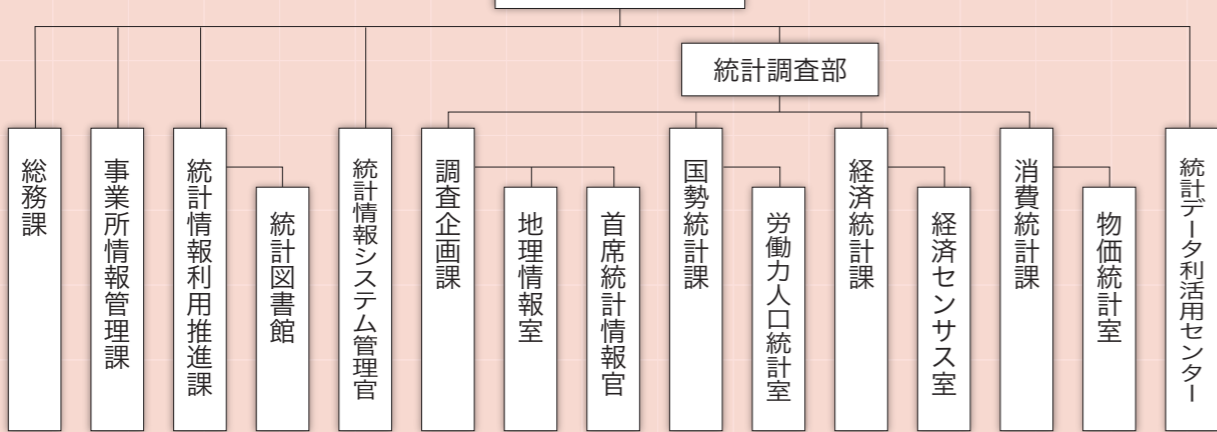 統計調査部
総務課
事業所情報管理課
統計情報利用推進課
統計図書館
統計情報システム管理官
調査企画課
地理情報室
首席統計情報官
国勢統計課
労働力人口統計室
経済統計課
経済センサス室
消費統計課
物価統計室
統計データ利活用センター